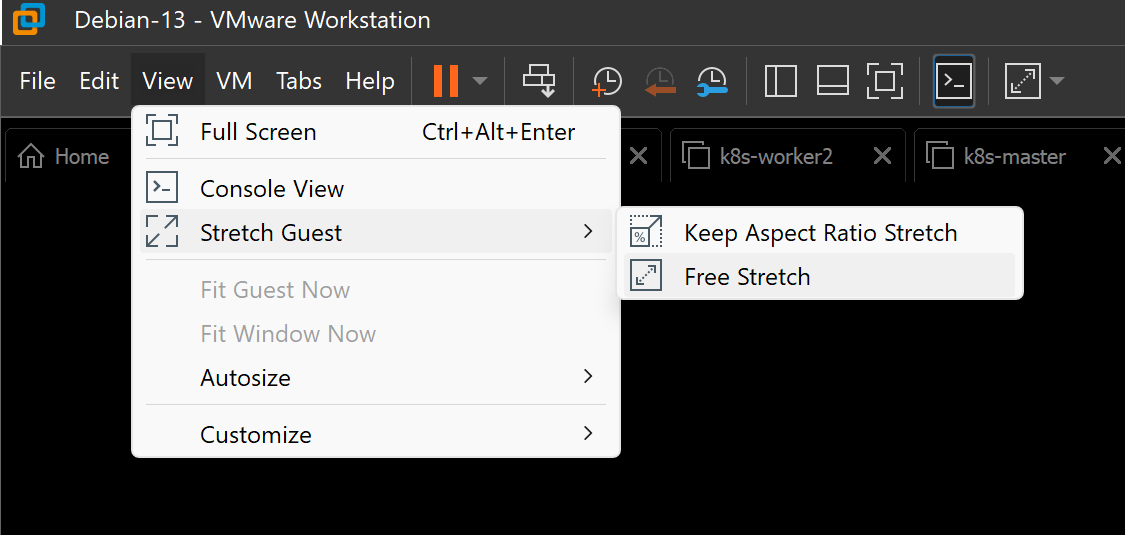 Debian-13 - VMware Workstation
File Edit View VM Tabs Help
Full Screen Ctrl+Alt+Enter
Home
k8s-worker2
k8s-master
Console View
Stretch Guest
Keep Aspect Ratio Stretch
Free Stretch
Fit Guest Now
Fit Window Now
Autosize
Customize